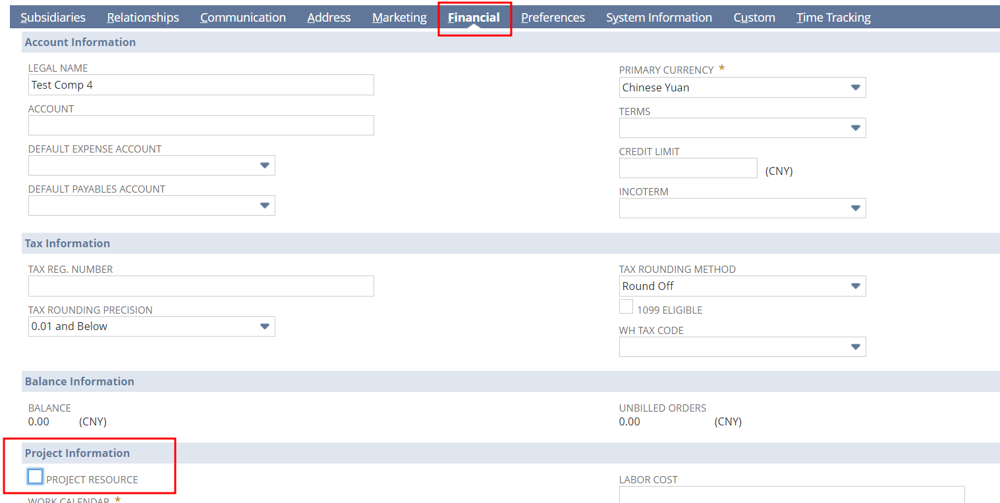 Subsidiaries Relationships Communication Address Marketing Financial Preferences System Information Custom Time Tracking
Account Information
LEGAL NAME
Test Comp 4
ACCOUNT
DEFAULT EXPENSE ACCOUNT
DEFAULT PAYABLES ACCOUNT
PRIMARY CURRENCY *
Chinese Yuan
TERMS
CREDIT LIMIT
(CNY)
INCOTERM
Tax Information
TAX REG. NUMBER
TAX ROUNDING PRECISION
0.01 and Below
TAX ROUNDING METHOD
Round Off
1099 ELIGIBLE
WH TAX CODE
Balance Information
BALANCE
0.00 (CNY)
UNBILLED ORDERS
0.00 (CNY)
Project Information
PROJECT RESOURCE
WORK CALENDAR *
LABOR COST